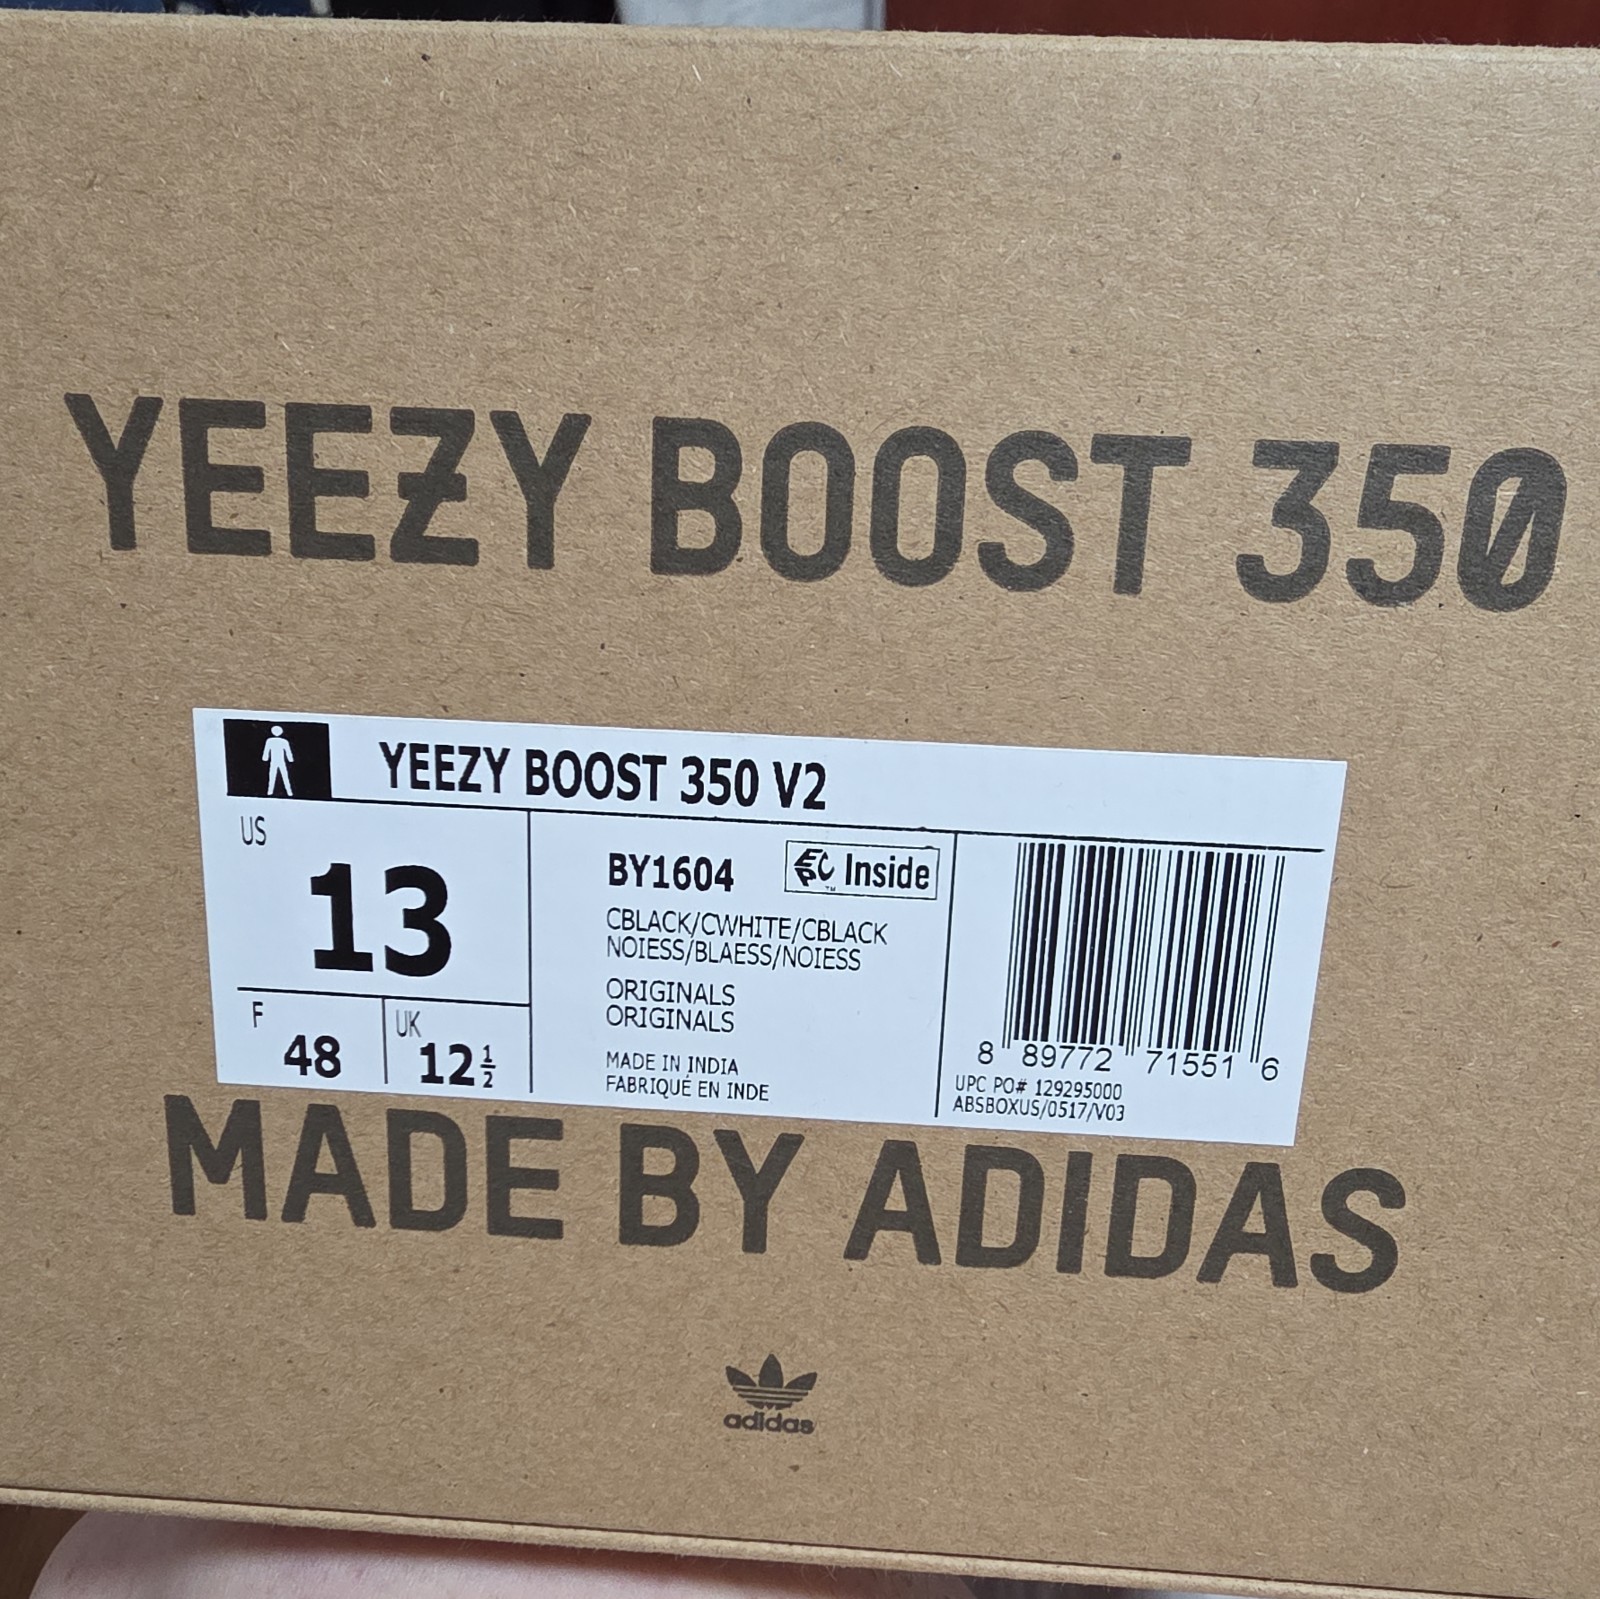 YEEZY BOOST 350
YEEZY BOOST 350 V2
US
13
F
48
UK
12 1/2
BY1604
EPC Inside
™
CBLACK/CWHITE/CBLACK
NOIESS/BLAESS/NOIESS
ORIGINALS
ORIGINALS
MADE IN INDIA
FABRIQUÉ EN INDE
8 89772 71551 6
UPC PO# 129295000
ABSBOXUS/0517/V03
MADE BY ADIDAS
adidas